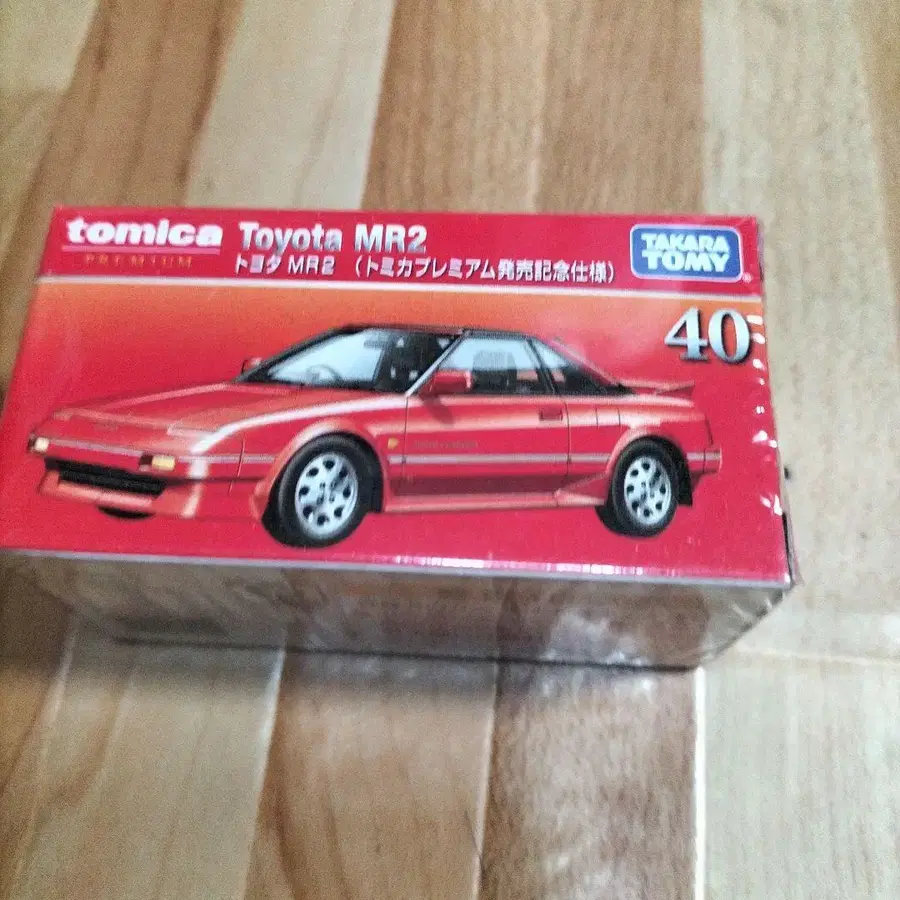 tomica Toyota MR2
PREMIUM
トヨタ MR2 (トミカプレミアム発売記念仕様)
TAKARA
TOMY
40